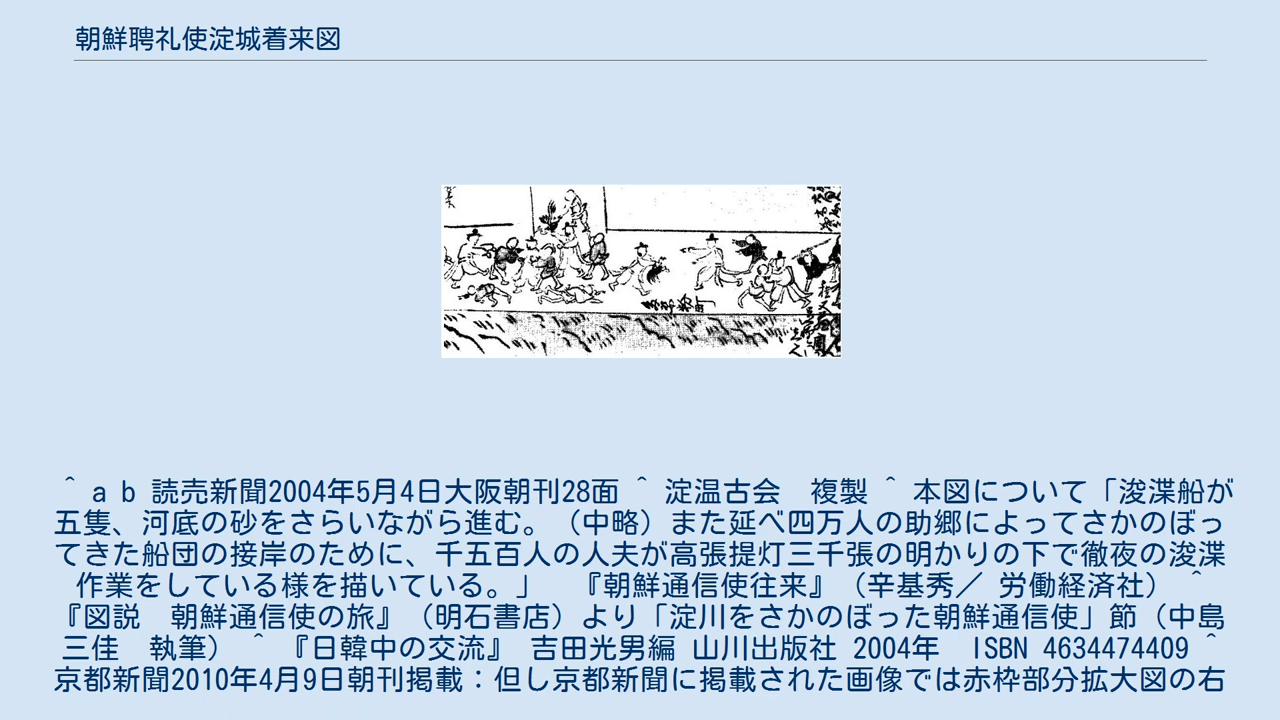 朝鮮聘礼使淀城着来図
＾ a b 読売新聞2004年5月4日大阪朝刊28面 ＾ 淀温古会　複製 ＾ 本図について「浚渫船が
五隻、河底の砂をさらいながら進む。（中略）また延べ四万人の助郷によってさかのぼっ
てきた船団の接岸のために、千五百人の人夫が高張提灯三千張の明かりの下で徹夜の浚渫
作業をしている様を描いている。」　『朝鮮通信使往来』（辛基秀／ 労働経済社）　＾
『図説　朝鮮通信使の旅』（明石書店）より「淀川をさかのぼった朝鮮通信使」節（中島
三佳　執筆） ＾ 『日韓中の交流』 吉田光男編 山川出版社 2004年　ISBN 4634474409 ＾
京都新聞2010年4月9日朝刊掲載：但し京都新聞に掲載された画像では赤枠部分拡大図の右